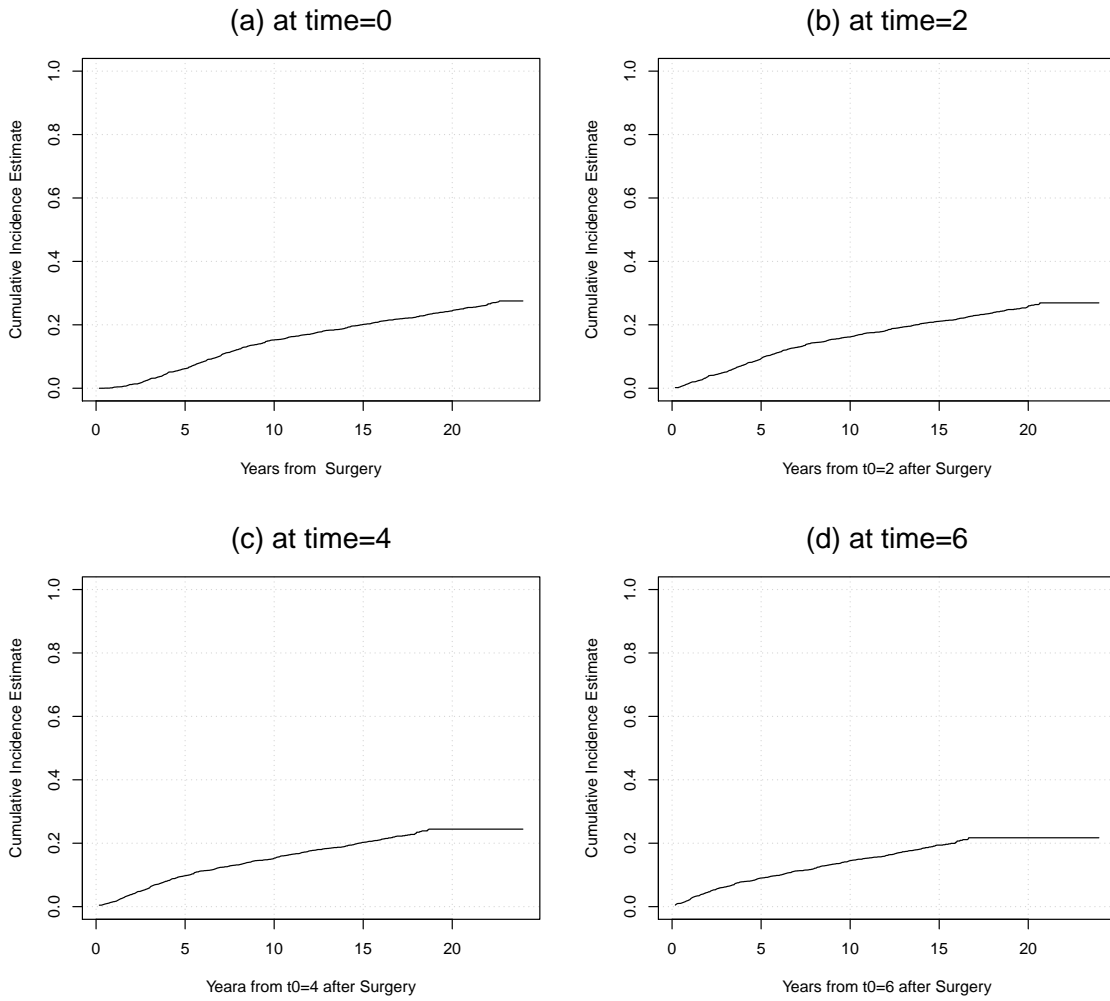 (a) at time=0
Cumulative Incidence Estimate
1.0
0.8
0.6
0.4
0.2
0.0
0 5 10 15 20
Years from  Surgery
(b) at time=2
Cumulative Incidence Estimate
1.0
0.8
0.6
0.4
0.2
0.0
0 5 10 15 20
Years from t0=2 after Surgery
(c) at time=4
Cumulative Incidence Estimate
1.0
0.8
0.6
0.4
0.2
0.0
0 5 10 15 20
Yeara from t0=4 after Surgery
(d) at time=6
Cumulative Incidence Estimate
1.0
0.8
0.6
0.4
0.2
0.0
0 5 10 15 20
Years from t0=6 after Surgery